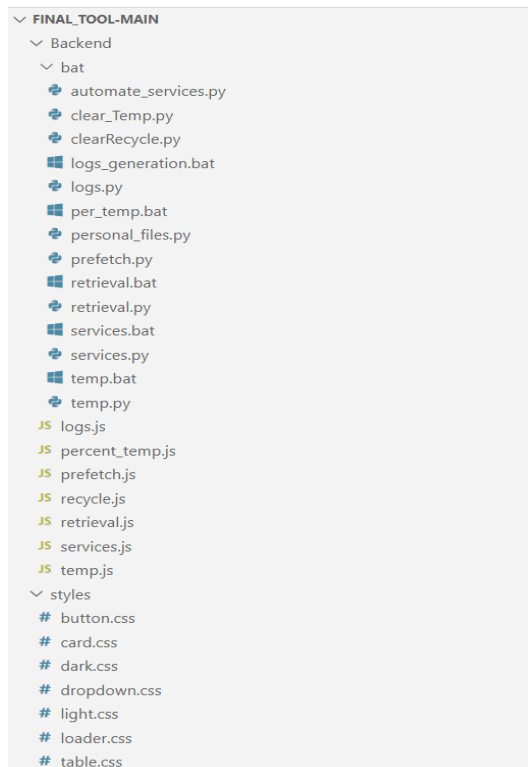 FINAL_TOOL-MAIN
Backend
bat
automate_services.py
clear_Temp.py
clearRecycle.py
logs_generation.bat
logs.py
per_temp.bat
personal_files.py
prefetch.py
retrieval.bat
retrieval.py
services.bat
services.py
temp.bat
temp.py
JS logs.js
JS percent_temp.js
JS prefetch.js
JS recycle.js
JS retrieval.js
JS services.js
JS temp.js
styles
# button.css
# card.css
# dark.css
# dropdown.css
# light.css
# loader.css
# table.css